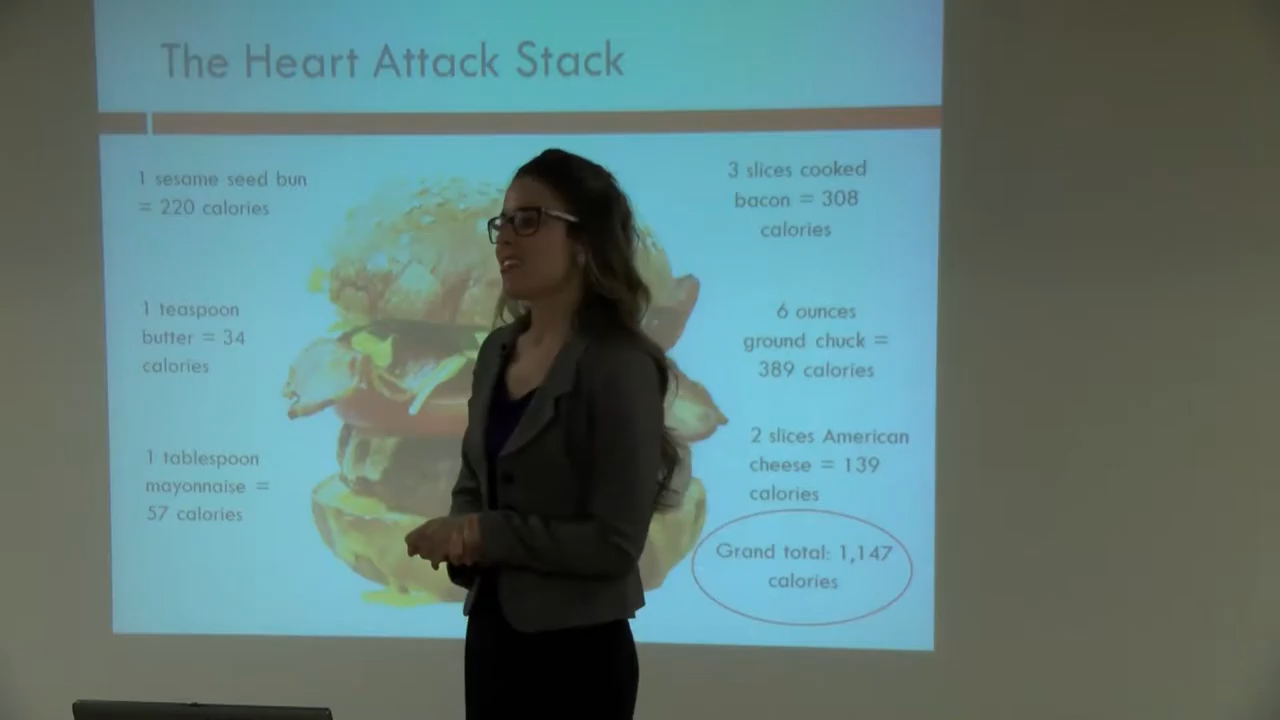 The Heart Attack Stack
1 sesame seed bun
= 220 calories
1 teaspoon
butter = 34
calories
1 tablespoon
mayonnaise =
57 calories
3 slices cooked
bacon = 308
calories
6 ounces
ground chuck =
389 calories
2 slices American
cheese = 139
calories
Grand total: 1,147
calories